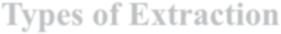 Types of Extraction